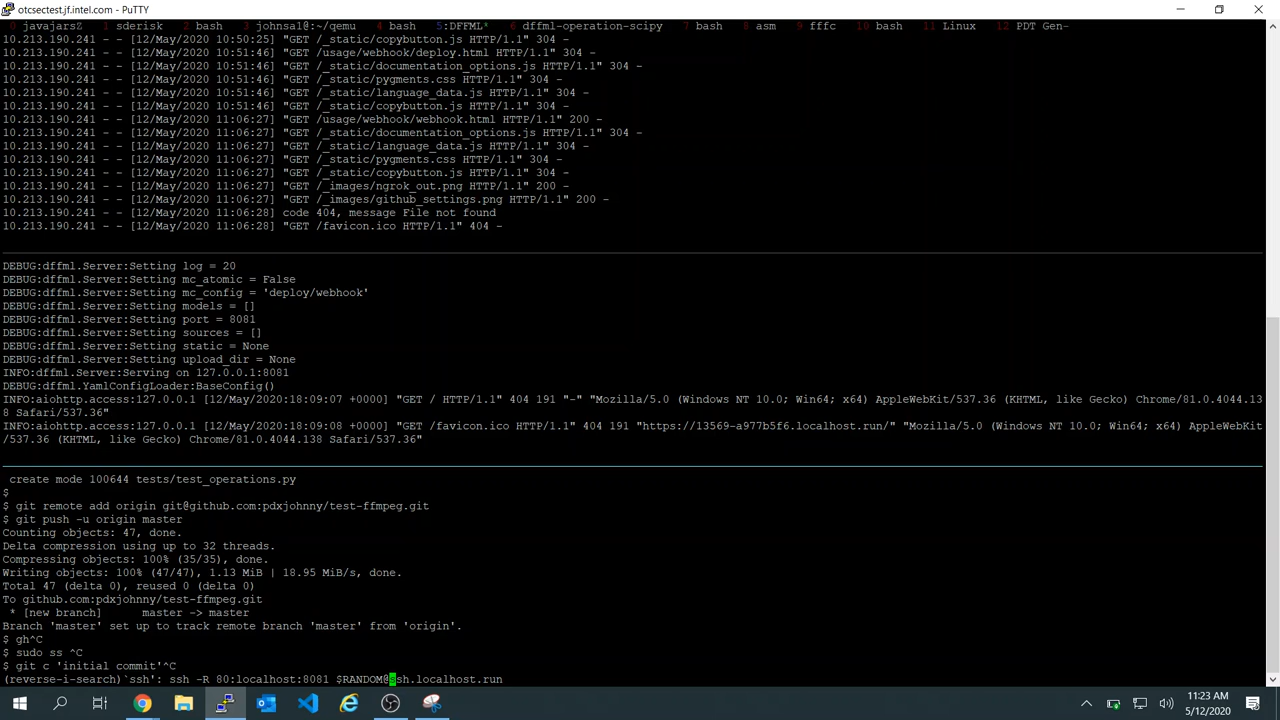 otcsectest.jf.intel.com - PuTTY
0 javajarsZ  1 sderisk  2 bash  3 johnsa1@:~/qemu  4 bash  5:DFFML*  6 dffml-operation-scipy  7 bash  8 asm  9 fffc  10 bash  11 Linux  12 PDT Gen-
10.213.190.241 - - [12/May/2020 10:50:25] "GET /_static/copybutton.js HTTP/1.1" 304 -
10.213.190.241 - - [12/May/2020 10:51:46] "GET /usage/webhook/deploy.html HTTP/1.1" 304 -
10.213.190.241 - - [12/May/2020 10:51:46] "GET /_static/documentation_options.js HTTP/1.1" 304 -
10.213.190.241 - - [12/May/2020 10:51:46] "GET /_static/pygments.css HTTP/1.1" 304 -
10.213.190.241 - - [12/May/2020 10:51:46] "GET /_static/language_data.js HTTP/1.1" 304 -
10.213.190.241 - - [12/May/2020 10:51:46] "GET /_static/copybutton.js HTTP/1.1" 304 -
10.213.190.241 - - [12/May/2020 11:06:27] "GET /usage/webhook/webhook.html HTTP/1.1" 200 -
10.213.190.241 - - [12/May/2020 11:06:27] "GET /_static/documentation_options.js HTTP/1.1" 304 -
10.213.190.241 - - [12/May/2020 11:06:27] "GET /_static/language_data.js HTTP/1.1" 304 -
10.213.190.241 - - [12/May/2020 11:06:27] "GET /_static/pygments.css HTTP/1.1" 304 -
10.213.190.241 - - [12/May/2020 11:06:27] "GET /_static/copybutton.js HTTP/1.1" 304 -
10.213.190.241 - - [12/May/2020 11:06:27] "GET /_images/ngrok_out.png HTTP/1.1" 200 -
10.213.190.241 - - [12/May/2020 11:06:27] "GET /_images/github_settings.png HTTP/1.1" 200 -
10.213.190.241 - - [12/May/2020 11:06:28] code 404, message File not found
10.213.190.241 - - [12/May/2020 11:06:28] "GET /favicon.ico HTTP/1.1" 404 -
DEBUG:dffml.Server:Setting log = 20
DEBUG:dffml.Server:Setting mc_atomic = False
DEBUG:dffml.Server:Setting mc_config = 'deploy/webhook'
DEBUG:dffml.Server:Setting models = []
DEBUG:dffml.Server:Setting port = 8081
DEBUG:dffml.Server:Setting sources = []
DEBUG:dffml.Server:Setting static = None
DEBUG:dffml.Server:Setting upload_dir = None
INFO:dffml.Server:Serving on 127.0.0.1:8081
DEBUG:dffml.YamlConfigLoader:BaseConfig()
INFO:aiohttp.access:127.0.0.1 [12/May/2020:18:09:07 +0000] "GET / HTTP/1.1" 404 191 "-" "Mozilla/5.0 (Windows NT 10.0; Win64; x64) AppleWebKit/537.36 (KHTML, like Gecko) Chrome/81.0.4044.13
8 Safari/537.36"
INFO:aiohttp.access:127.0.0.1 [12/May/2020:18:09:08 +0000] "GET /favicon.ico HTTP/1.1" 404 191 "https://13569-a977b5f6.localhost.run/" "Mozilla/5.0 (Windows NT 10.0; Win64; x64) AppleWebKit
/537.36 (KHTML, like Gecko) Chrome/81.0.4044.138 Safari/537.36"
create mode 100644 tests/test_operations.py
$
$ git remote add origin git@github.com:pdxjohnny/test-ffmpeg.git
$ git push -u origin master
Counting objects: 47, done.
Delta compression using up to 32 threads.
Compressing objects: 100% (35/35), done.
Writing objects: 100% (47/47), 1.13 MiB | 18.95 MiB/s, done.
Total 47 (delta 0), reused 0 (delta 0)
To github.com:pdxjohnny/test-ffmpeg.git
* [new branch]      master -> master
Branch 'master' set up to track remote branch 'master' from 'origin'.
$ gh^C
$ sudo ss ^C
$ git c 'initial commit'^C
(reverse-i-search)`ssh': ssh -R 80:localhost:8081 $RANDOM@ssh.localhost.run
11:23 AM
5/12/2020